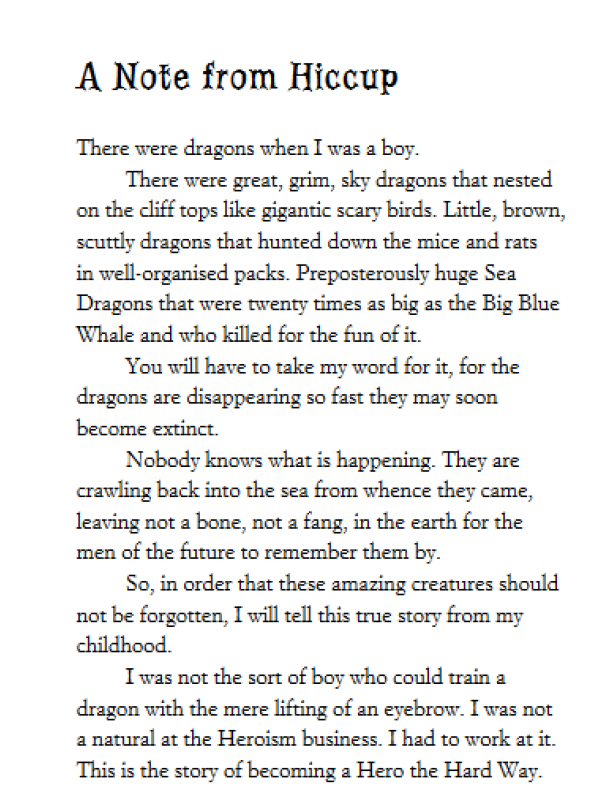 A Note from Hiccup
There were dragons when I was a boy.
There were great, grim, sky dragons that nested
on the cliff tops like gigantic scary birds. Little, brown,
scuttly dragons that hunted down the mice and rats
in well-organised packs. Preposterously huge Sea
Dragons that were twenty times as big as the Big Blue
Whale and who killed for the fun of it.
You will have to take my word for it, for the
dragons are disappearing so fast they may soon
become extinct.
Nobody knows what is happening. They are
crawling back into the sea from whence they came,
leaving not a bone, not a fang, in the earth for the
men of the future to remember them by.
So, in order that these amazing creatures should
not be forgotten, I will tell this true story from my
childhood.
I was not the sort of boy who could train a
dragon with the mere lifting of an eyebrow. I was not
a natural at the Heroism business. I had to work at it.
This is the story of becoming a Hero the Hard Way.